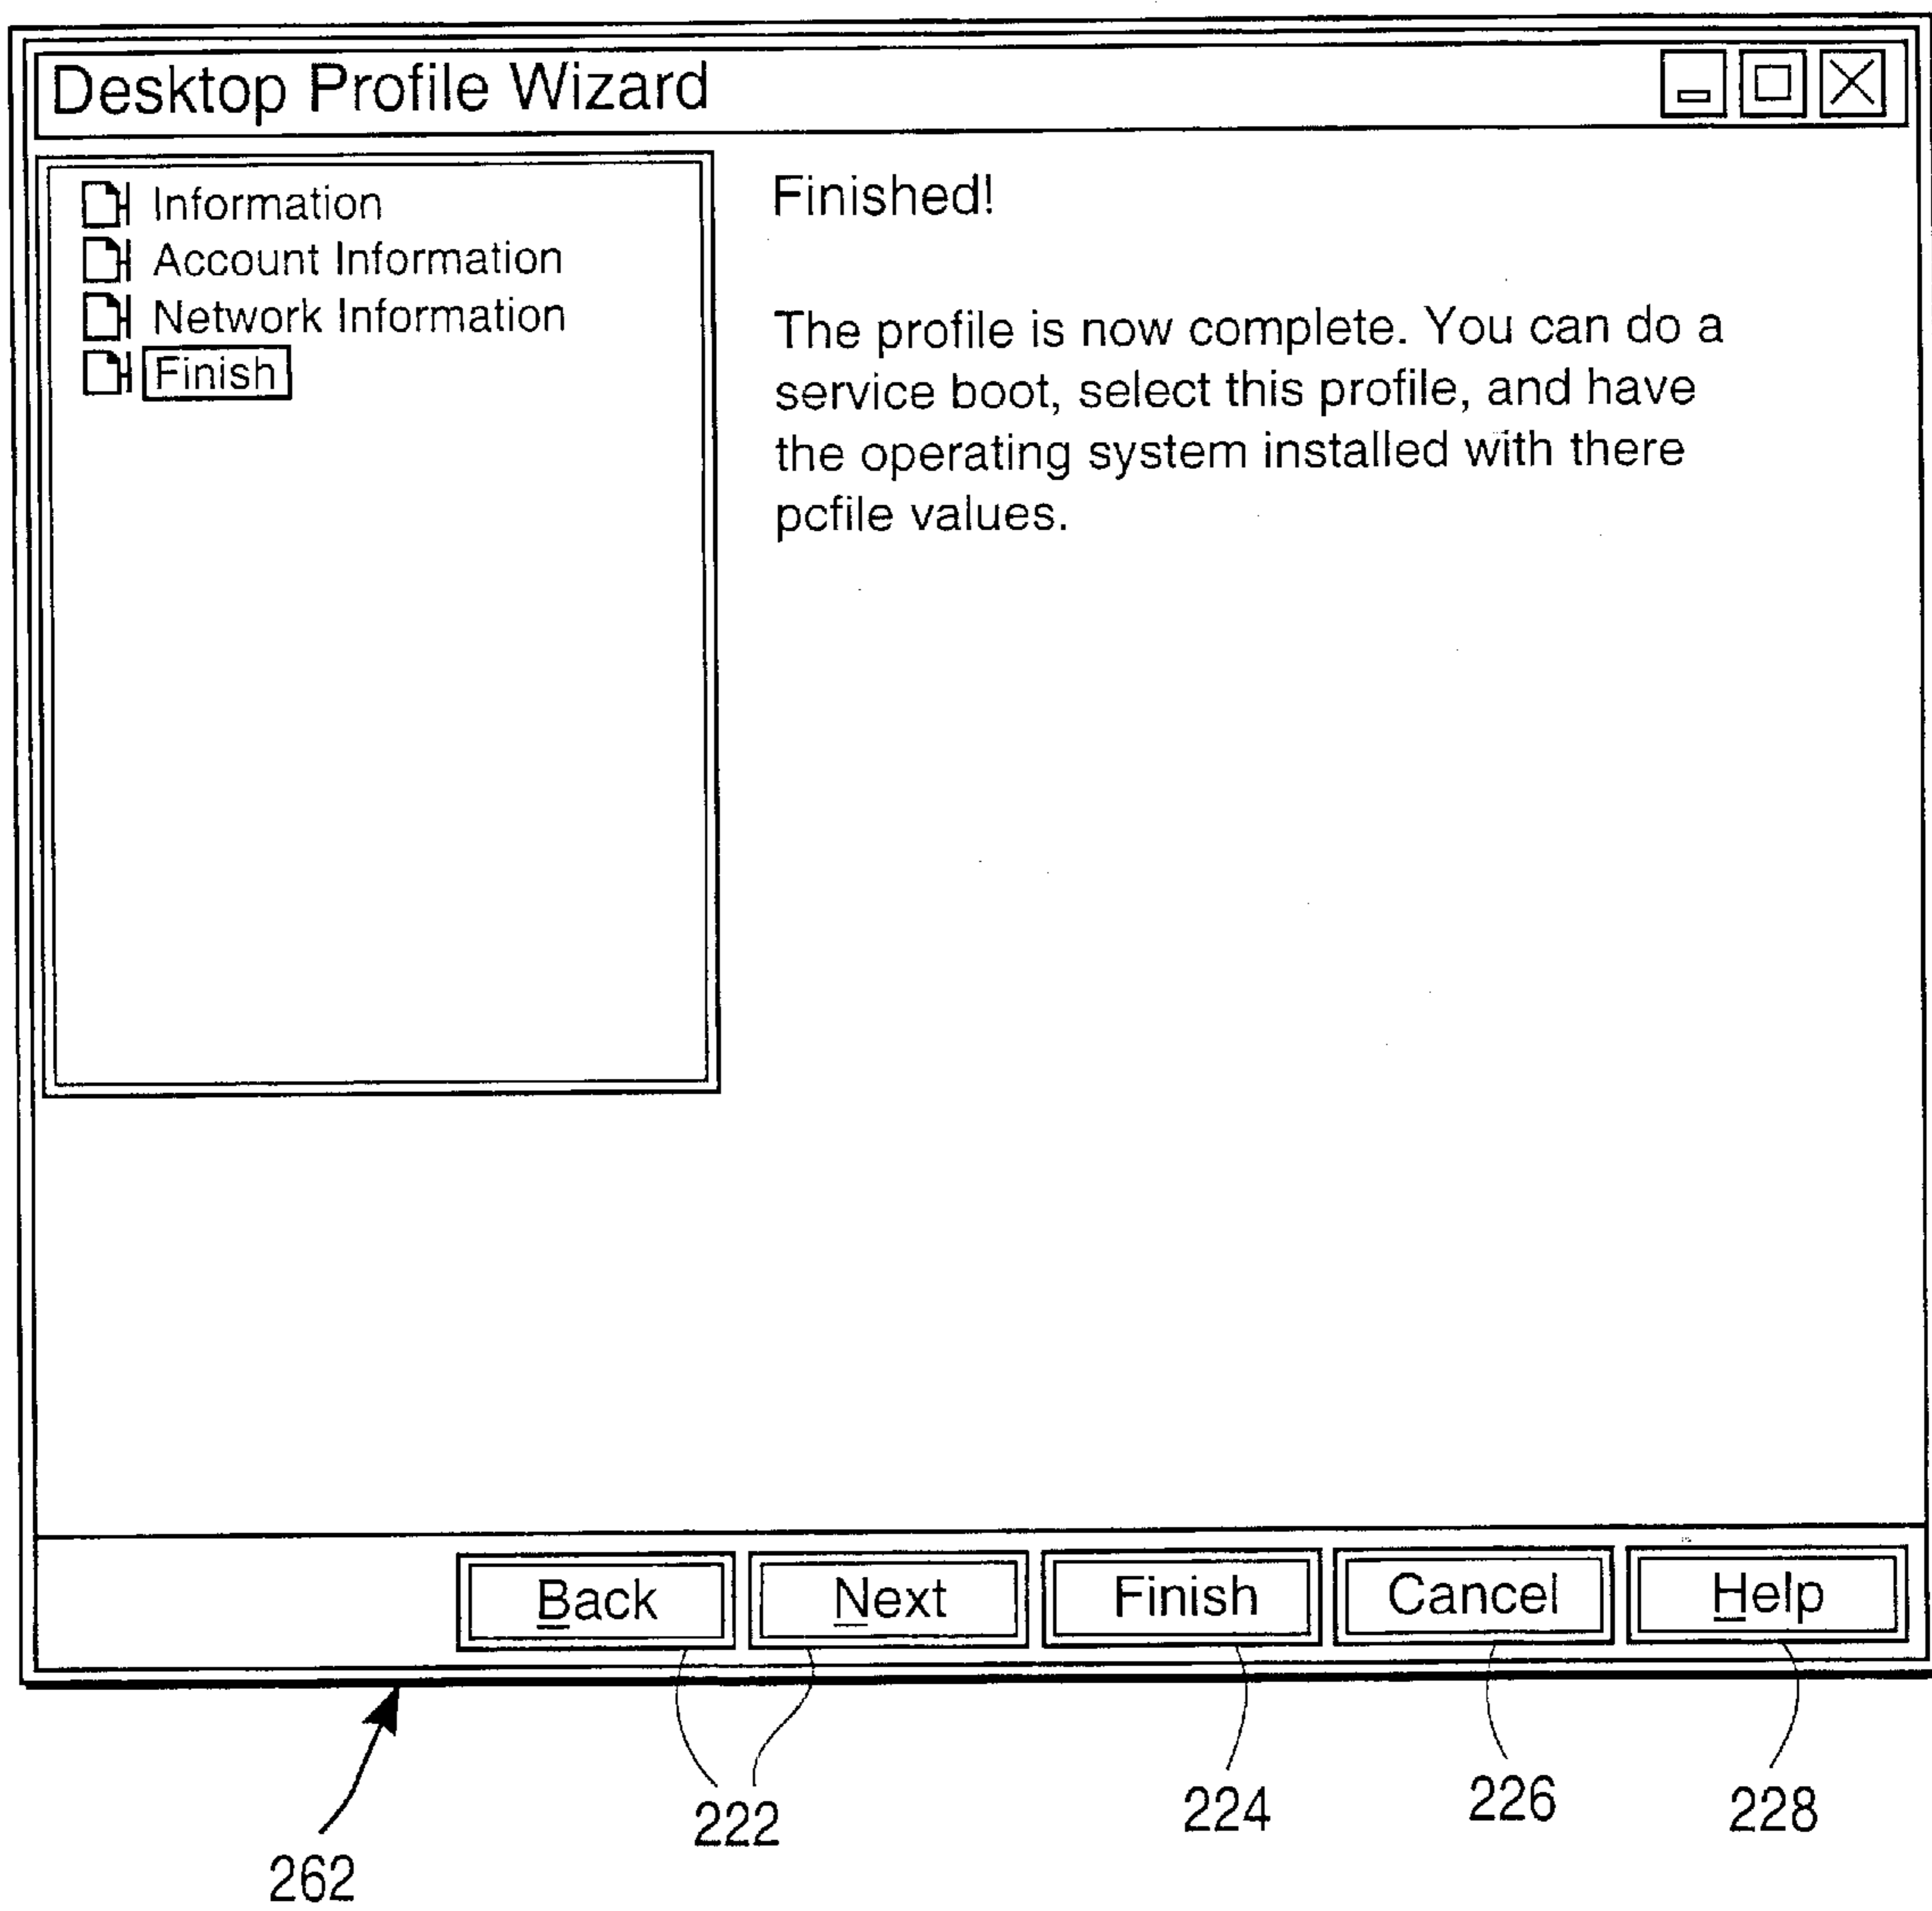 Desktop Profile Wizard
Information
Account Information
Network Information
Finish
Finished!
The profile is now complete. You can do a
service boot, select this profile, and have
the operating system installed with there
pcfile values.
Back
Next
Finish
Cancel
Help
222
224
226
228
262